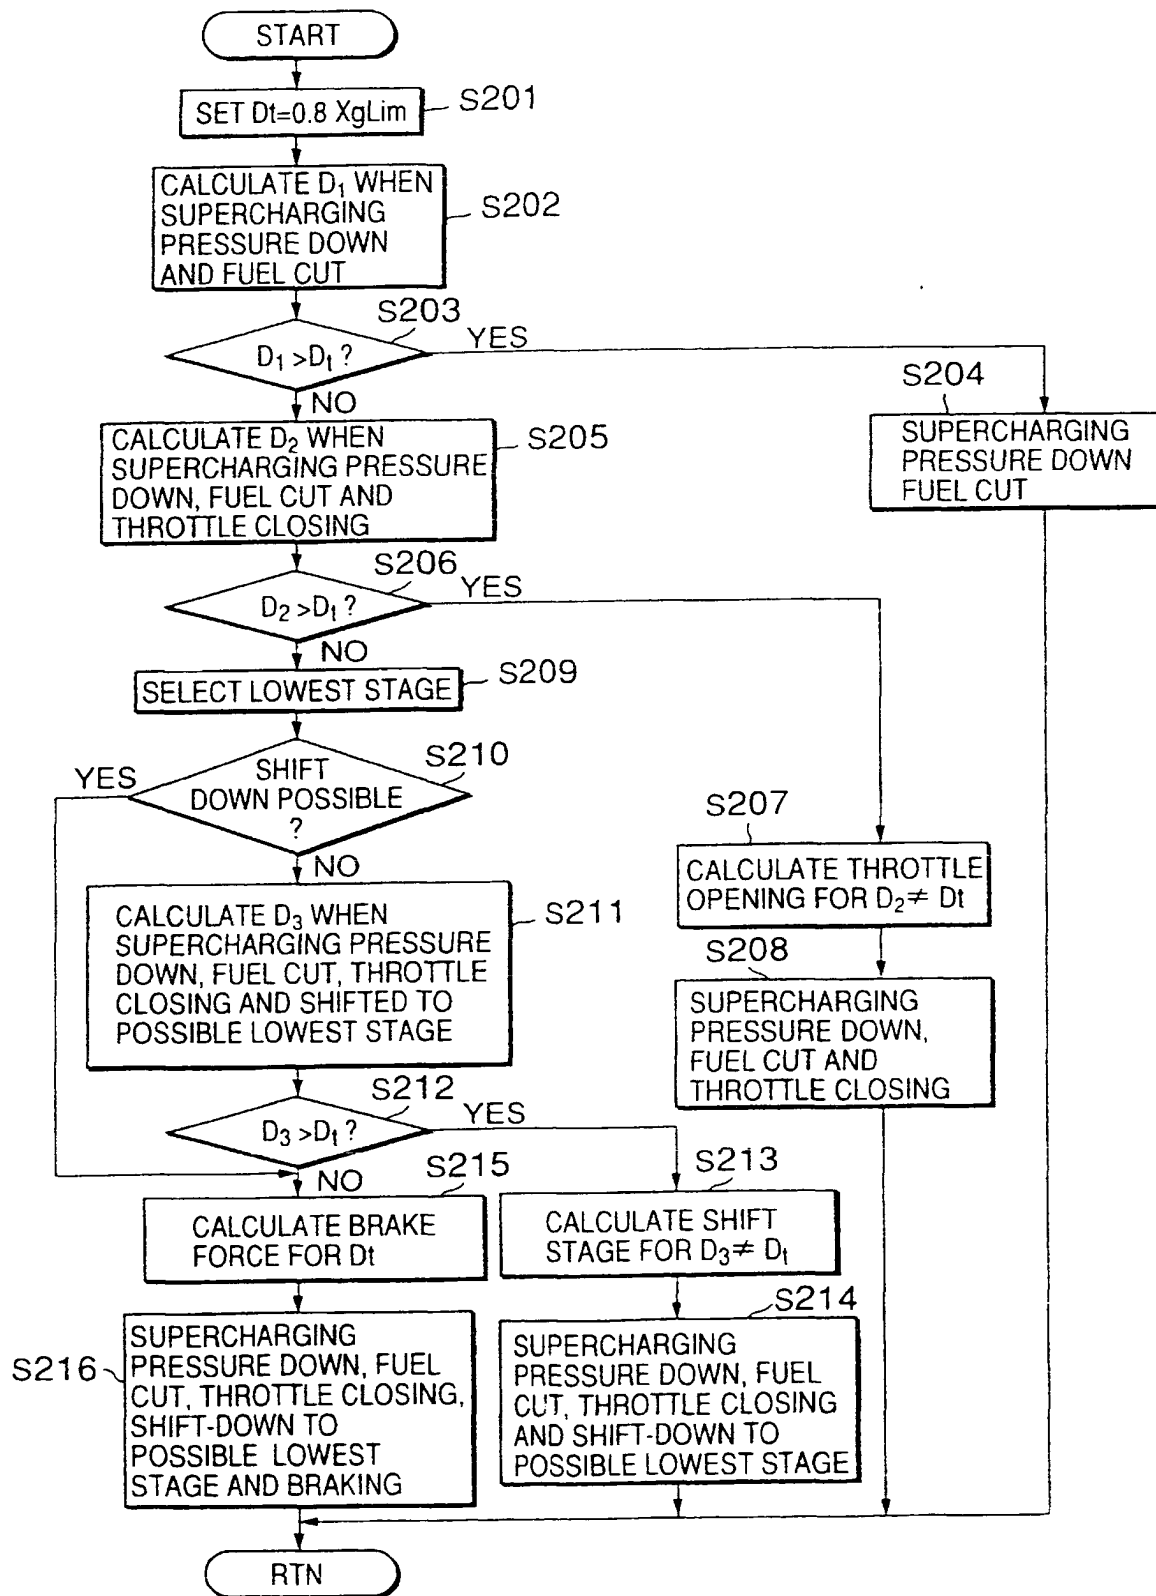 START
SET Dt=0.8 XgLim
S201
CALCULATE D1 WHEN
SUPERCHARGING
PRESSURE DOWN
AND FUEL CUT
S202
S203
D1 >Dt ?
YES
NO
S204
SUPERCHARGING
PRESSURE DOWN
FUEL CUT
CALCULATE D2 WHEN
SUPERCHARGING PRESSURE
DOWN, FUEL CUT AND
THROTTLE CLOSING
S205
S206
D2 >Dt ?
YES
NO
SELECT LOWEST STAGE
S209
S210
SHIFT
DOWN POSSIBLE
?
YES
NO
S207
CALCULATE THROTTLE
OPENING FOR D2≠ Dt
S208
SUPERCHARGING
PRESSURE DOWN,
FUEL CUT AND
THROTTLE CLOSING
CALCULATE D3 WHEN
SUPERCHARGING PRESSURE
DOWN, FUEL CUT, THROTTLE
CLOSING AND SHIFTED TO
POSSIBLE LOWEST STAGE
S211
S212
D3 >Dt ?
YES
NO
S215
CALCULATE BRAKE
FORCE FOR Dt
S213
CALCULATE SHIFT
STAGE FOR D3≠ Dt
S216
SUPERCHARGING
PRESSURE DOWN, FUEL
CUT, THROTTLE CLOSING,
SHIFT-DOWN TO
POSSIBLE LOWEST
STAGE AND BRAKING
S214
SUPERCHARGING
PRESSURE DOWN, FUEL
CUT, THROTTLE CLOSING
AND SHIFT-DOWN TO
POSSIBLE LOWEST STAGE
RTN